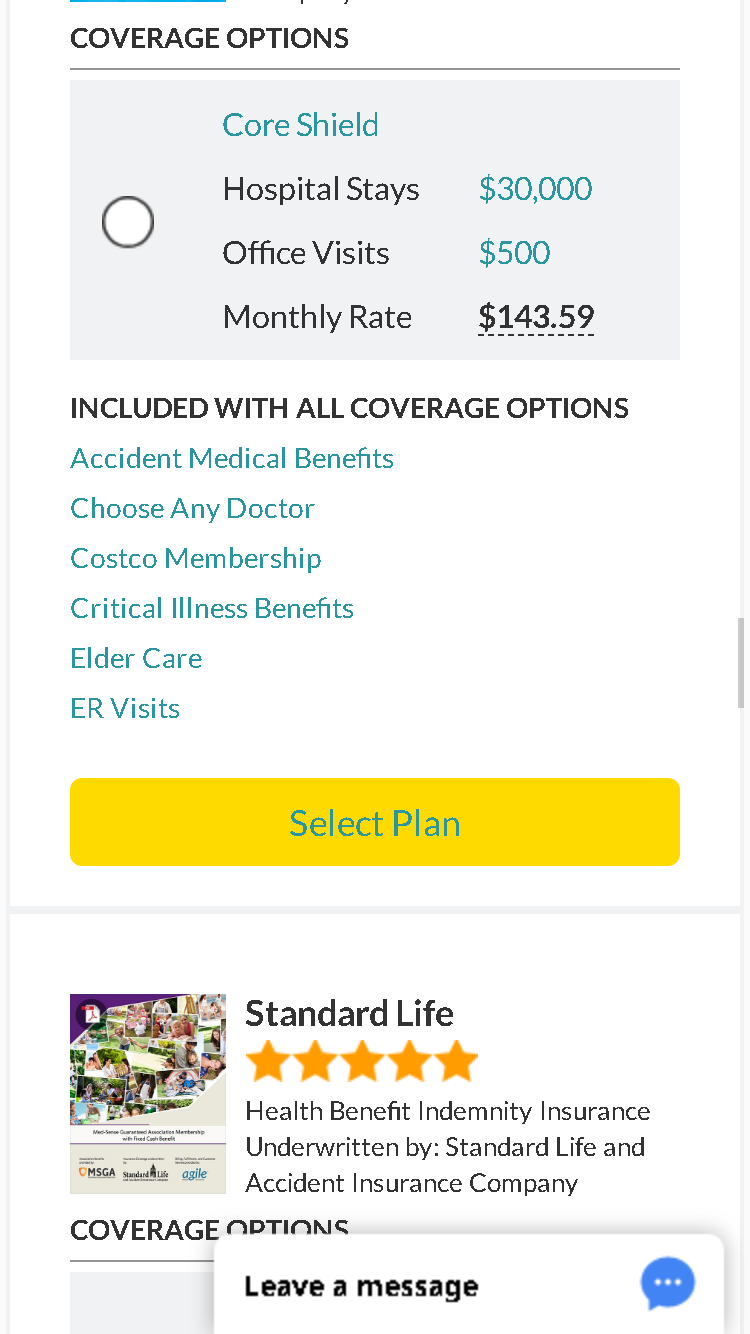 COVERAGE OPTIONS
Core Shield
Hospital Stays $30,000
Office Visits $500
Monthly Rate $143.59
INCLUDED WITH ALL COVERAGE OPTIONS
Accident Medical Benefits
Choose Any Doctor
Costco Membership
Critical Illness Benefits
Elder Care
ER Visits
Select Plan
Med-Sense Guaranteed Association Membership
with Fixed Cash Benefit
MSGA Standard Life agile
Standard Life
Health Benefit Indemnity Insurance
Underwritten by: Standard Life and
Accident Insurance Company
COVERAGE OPTIONS
Leave a message